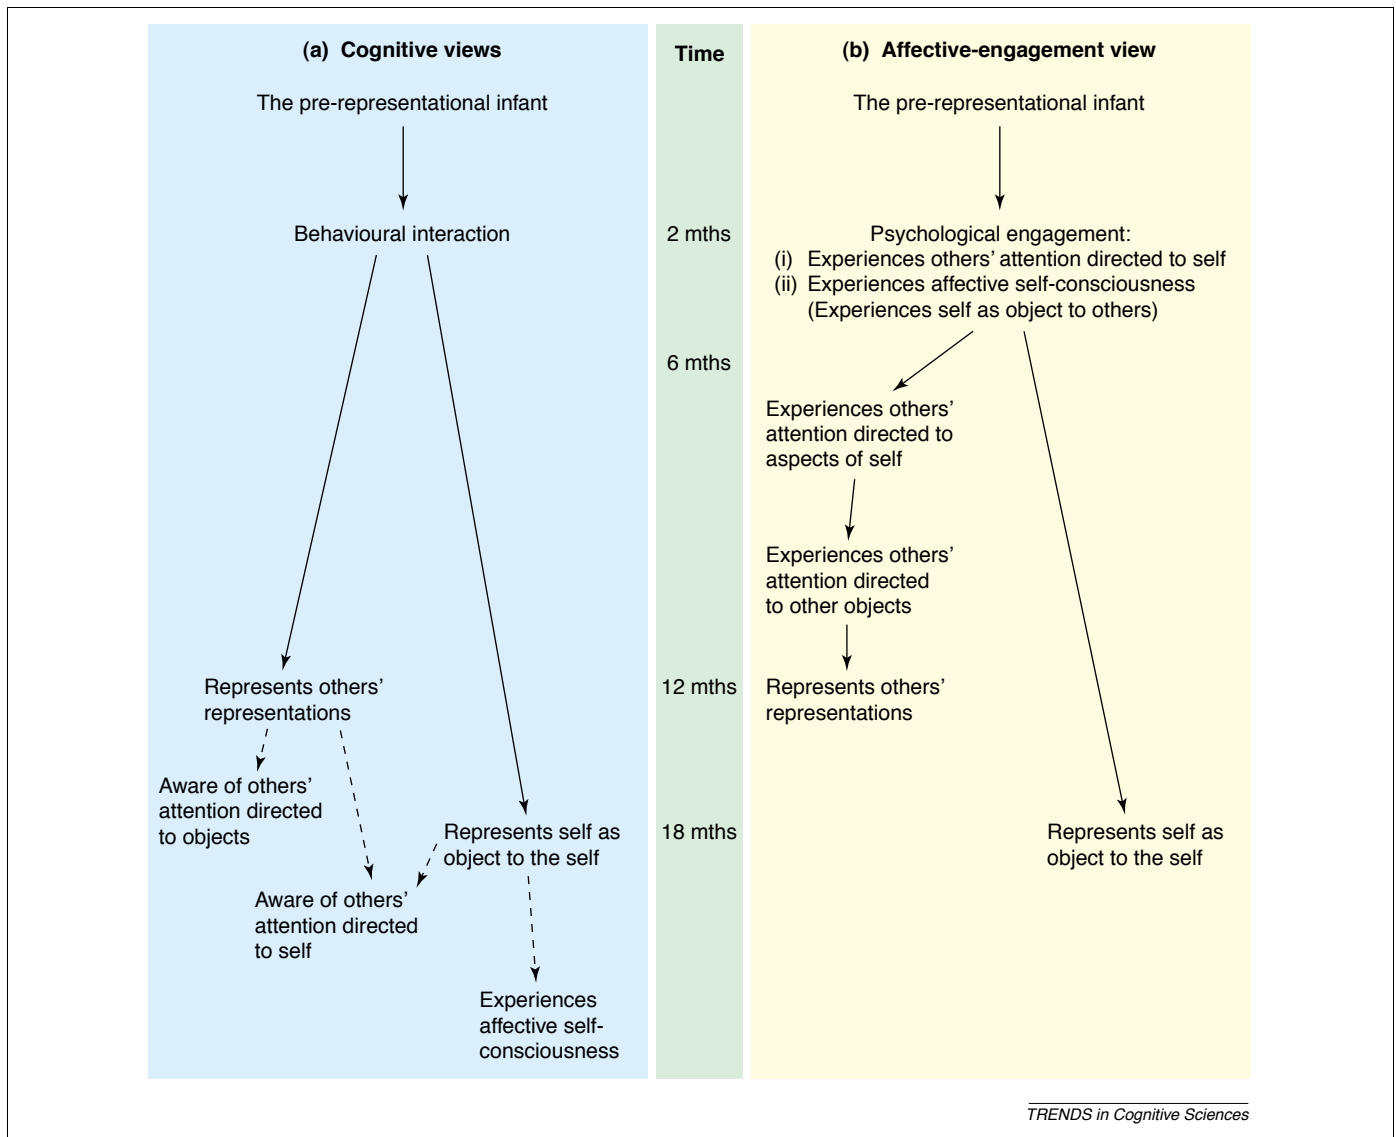 (a) Cognitive views
The pre-representational infant
Behavioural interaction
Represents others’
representations
Aware of others’
attention directed
to objects
Represents self as
object to the self
Aware of others’
attention directed
to self
Experiences
affective self-
consciousness
Time
2 mths
6 mths
12 mths
18 mths
(b) Affective-engagement view
The pre-representational infant
Psychological engagement:
(i) Experiences others’ attention directed to self
(ii) Experiences affective self-consciousness
(Experiences self as object to others)
Experiences others’
attention directed to
aspects of self
Experiences others’
attention directed
to other objects
Represents others’
representations
Represents self as
object to the self
TRENDS in Cognitive Sciences